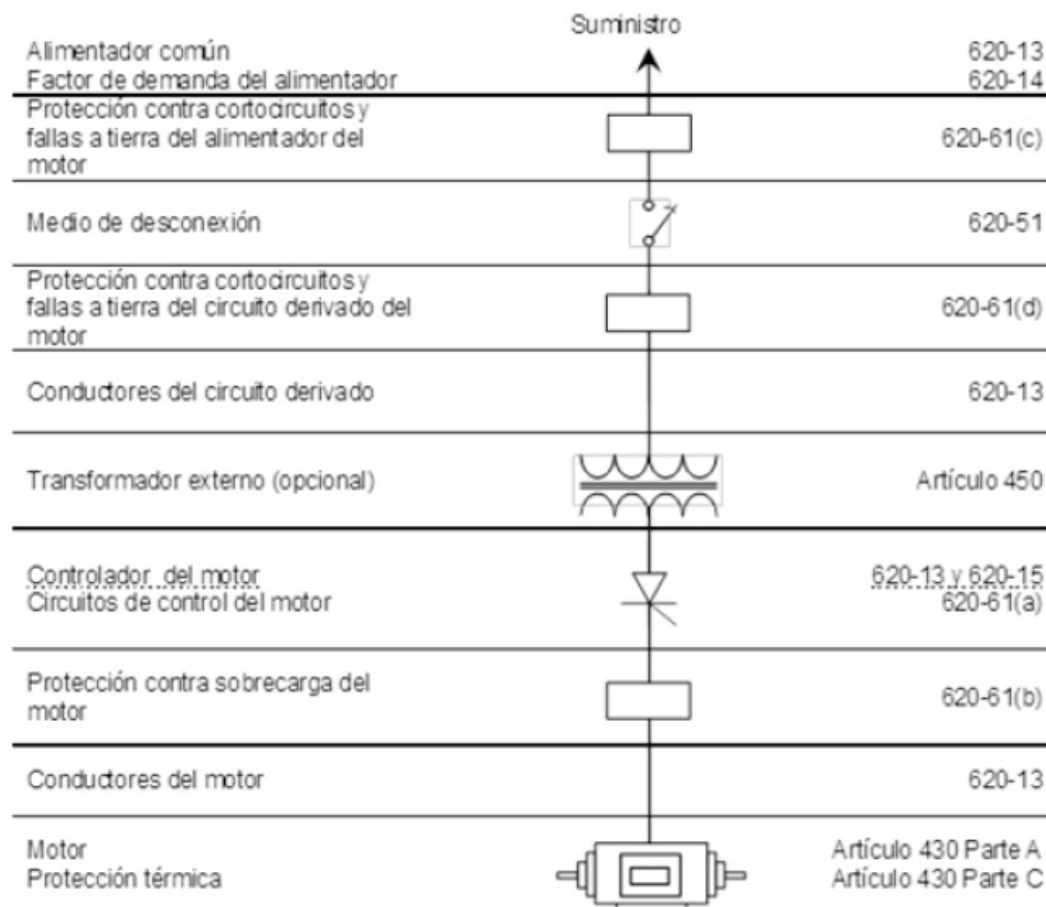 Suministro
Alimentador común 620-13
Factor de demanda del alimentador 620-14
Protección contra cortocircuitos y
fallas a tierra del alimentador del
motor
620-61(c)
Medio de desconexión 620-51
Protección contra cortocircuitos y
fallas a tierra del circuito derivado del
motor
620-61(d)
Conductores del circuito derivado 620-13
Transformador externo (opcional) Artículo 450
Controlador del motor 620-13 y 620-15
Circuitos de control del motor 620-61(a)
Protección contra sobrecarga del
motor
620-61(b)
Conductores del motor 620-13
Motor Artículo 430 Parte A
Protección térmica Artículo 430 Parte C